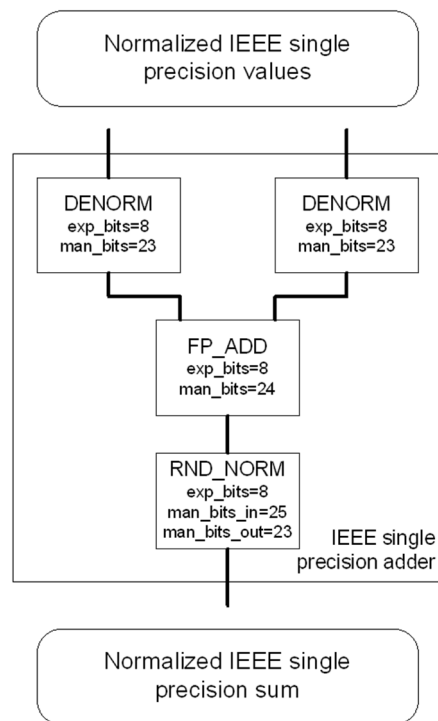 Normalized IEEE single
precision values
DENORM
exp_bits=8
man_bits=23
DENORM
exp_bits=8
man_bits=23
FP_ADD
exp_bits=8
man_bits=24
RND_NORM
exp_bits=8
man_bits_in=25
man_bits_out=23
IEEE single
precision adder
Normalized IEEE single
precision sum